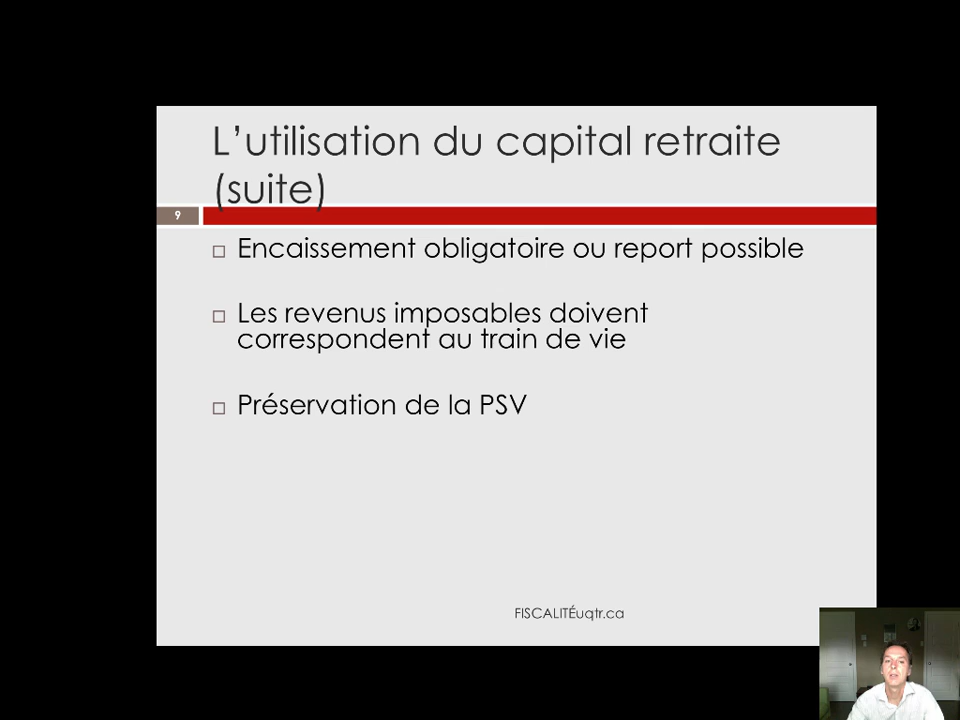 L'utilisation du capital retraite
(suite)
9
□ Encaissement obligatoire ou report possible
□ Les revenus imposables doivent
correspondent au train de vie
□ Préservation de la PSV
FISCALITÉuqtr.ca